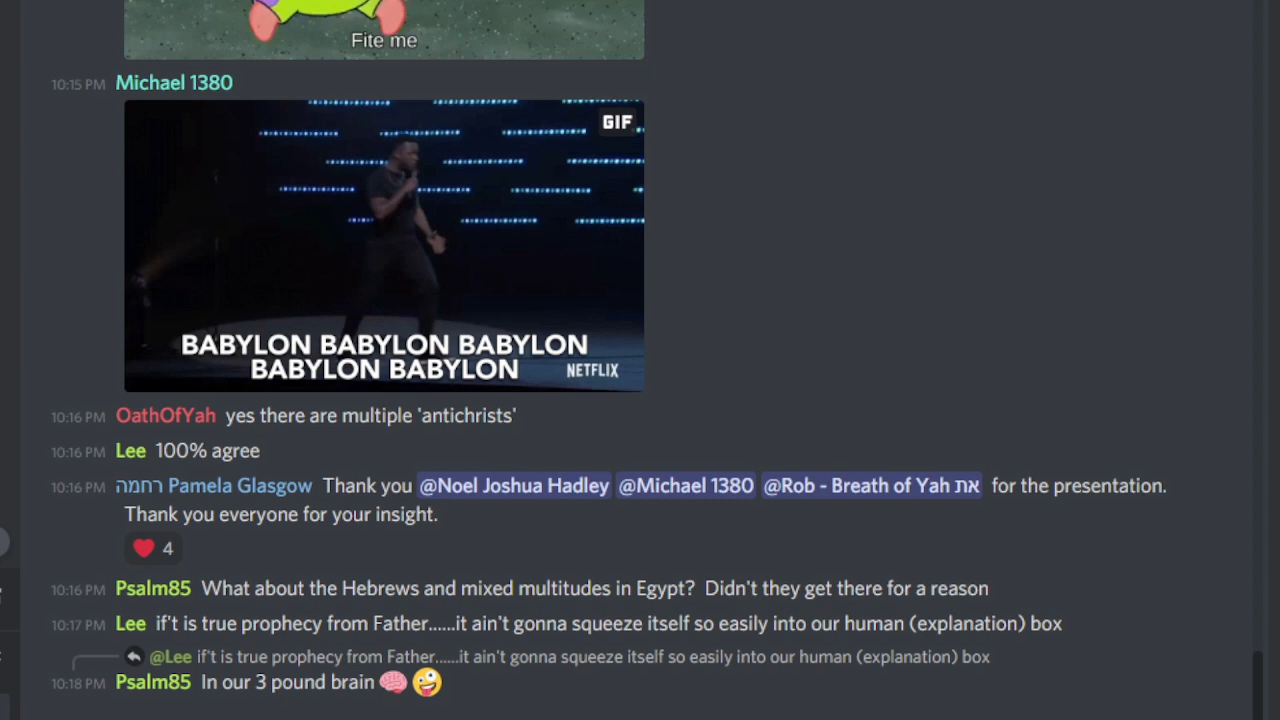 Fite me
10:15 PM Michael 1380
GIF
BABYLON BABYLON BABYLON
BABYLON BABYLON NETFLIX
10:16 PM OathOfYah yes there are multiple 'antichrists'
10:16 PM Lee 100% agree
10:16 PM רחמה Pamela Glasgow Thank you @Noel Joshua Hadley @Michael 1380 @Rob - Breath of Yah את for the presentation.
Thank you everyone for your insight.
❤️ 4
10:16 PM Psalm85 What about the Hebrews and mixed multitudes in Egypt? Didn't they get there for a reason
10:17 PM Lee if't is true prophecy from Father......it ain't gonna squeeze itself so easily into our human (explanation) box
@Lee if't is true prophecy from Father......it ain't gonna squeeze itself so easily into our human (explanation) box
10:18 PM Psalm85 In our 3 pound brain 🧠 🤪